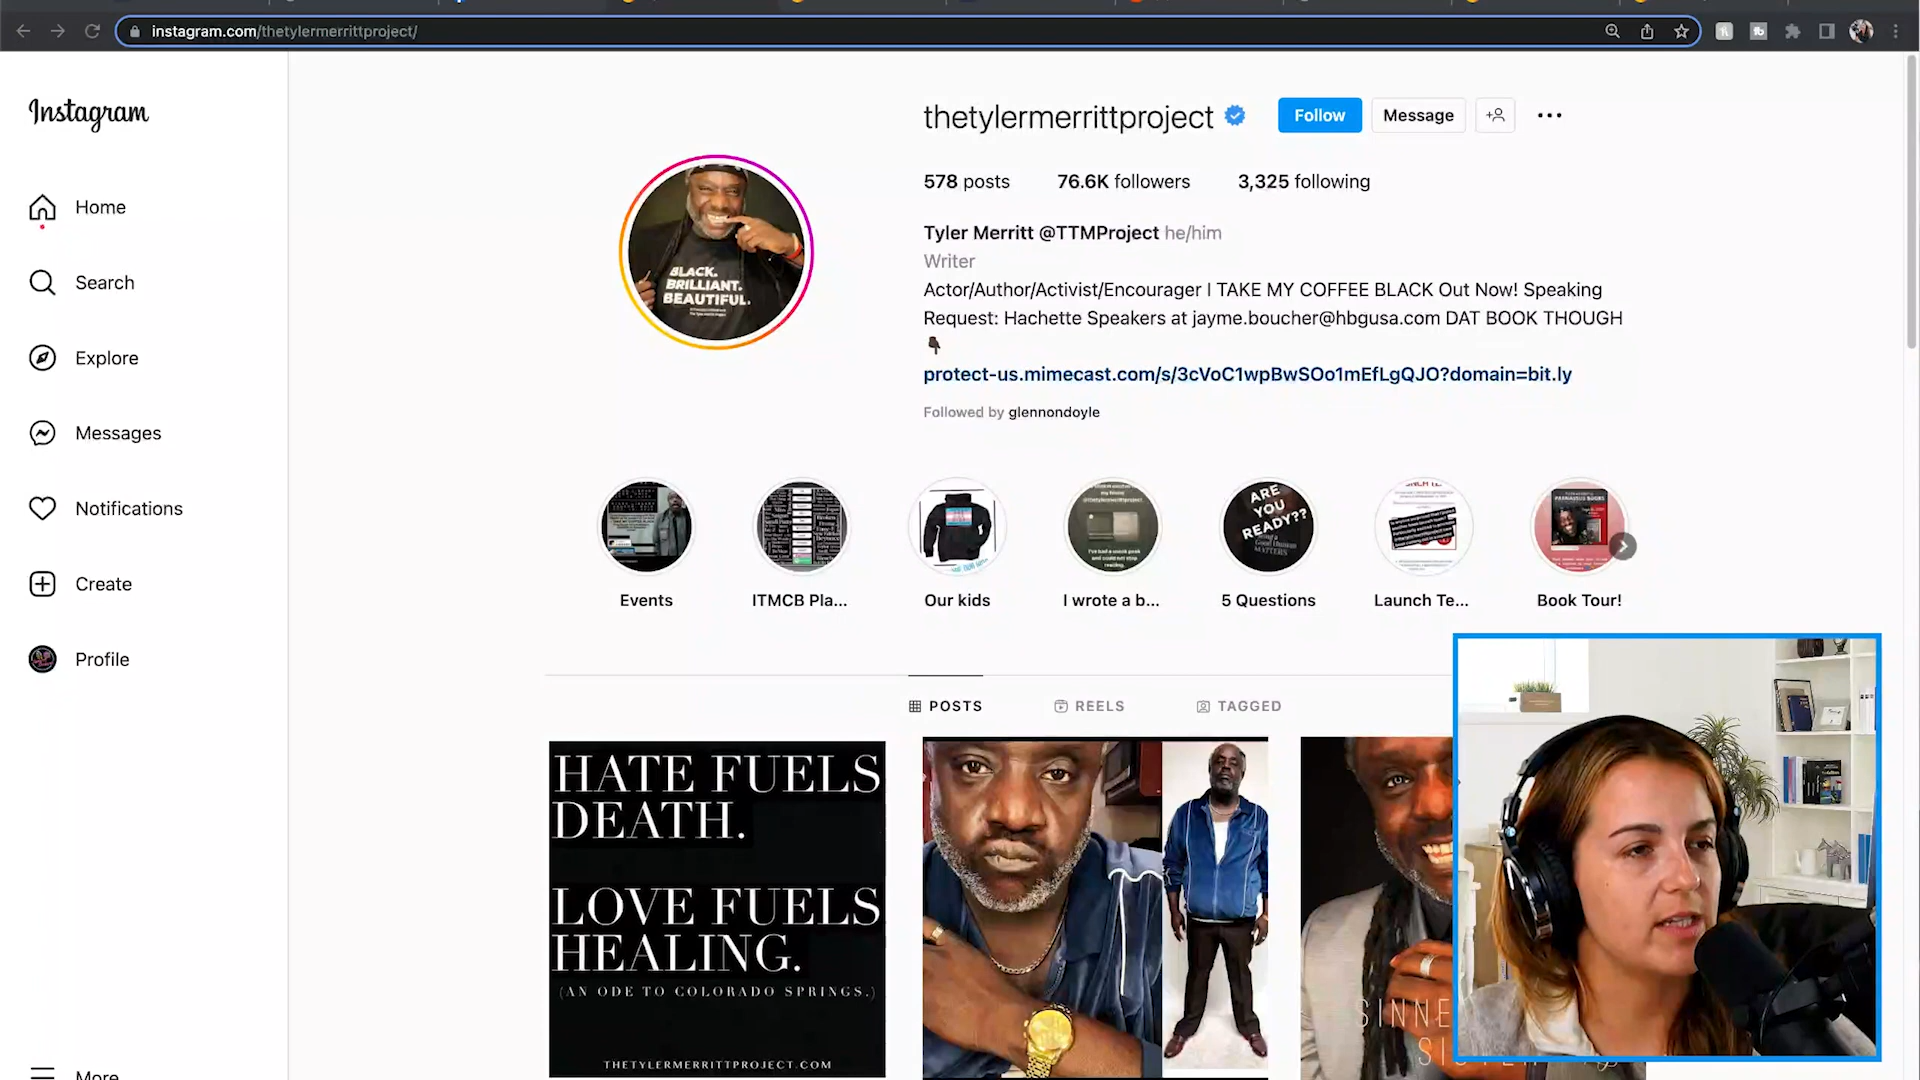 instagram.com/thetylermerrittproject/
Instagram
Home
Search
Explore
Messages
Notifications
Create
Profile
More
thetylermerrittproject
Follow
Message
578 posts
76.6K followers
3,325 following
Tyler Merritt @TTMProject he/him
Writer
Actor/Author/Activist/Encourager I TAKE MY COFFEE BLACK Out Now! Speaking
Request: Hachette Speakers at jayme.boucher@hbgusa.com DAT BOOK THOUGH
protect-us.mimecast.com/s/3cVoC1wpBwSOo1mEfLgQJO?domain=bit.ly
Followed by glennondoyle
BLACK.
BRILLIANT.
BEAUTIFUL.
ARE
YOU
READY??
Events
ITMCB Pla...
Our kids
I wrote a b...
5 Questions
Launch Te...
Book Tour!
POSTS
REELS
TAGGED
HATE FUELS
DEATH.
LOVE FUELS
HEALING.
(AN ODE TO COLORADO SPRINGS.)
THETYLERMERRITTPROJECT.COM
SINNE
SIS